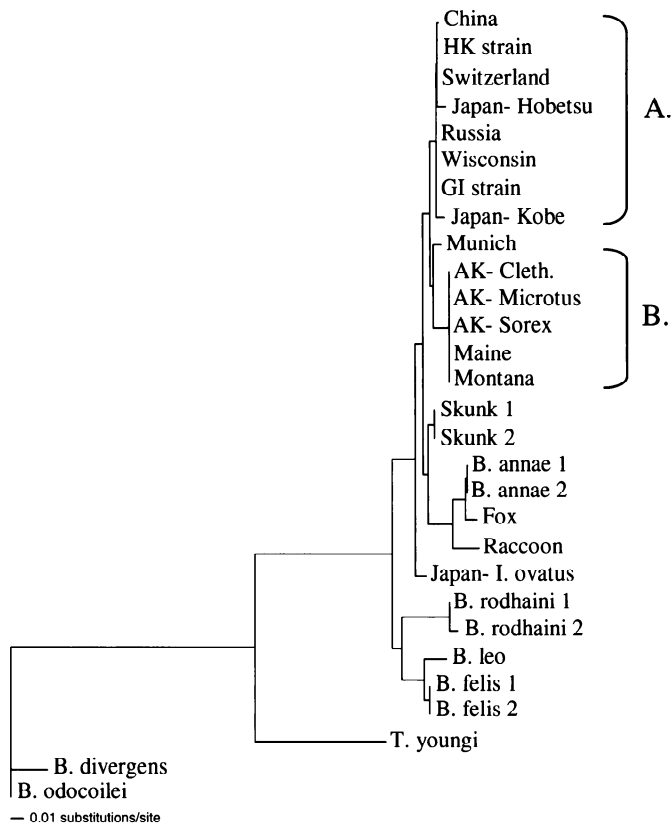 China
HK strain
A.
Switzerland
Japan- Hobetsu
Russia
Wisconsin
GI strain
Japan- Kobe
Munich
AK- Cleth.
AK- Microtus
B.
AK- Sorex
Maine
Montana
Skunk 1
Skunk 2
B. annae 1
B. annae 2
Fox
Raccoon
Japan- I. ovatus
B. rodhaini 1
B. rodhaini 2
B. leo
B. felis 1
B. felis 2
T. youngi
B. divergens
B. odocoilei
0.01 substitutions/site